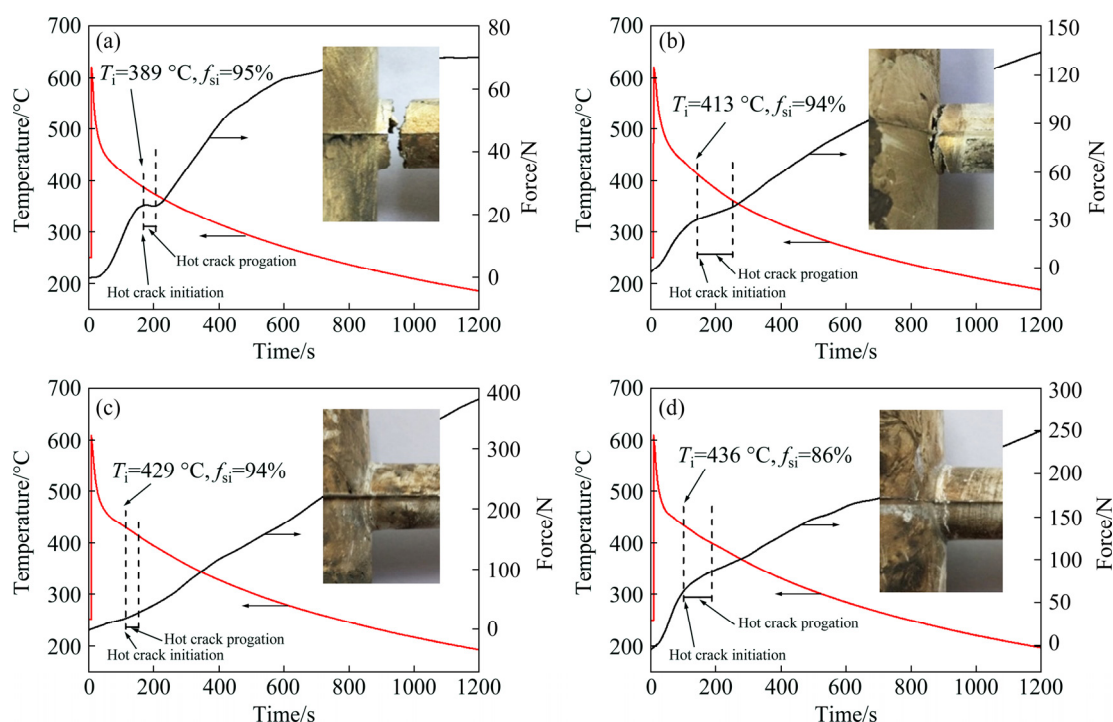 (a)
700
600
500
400
300
200
Temperature/°C
80
60
40
20
0
Force/N
Ti=389 °C, fsi=95%
Hot crack progation
Hot crack initiation
0 200 400 600 800 1000 1200
Time/s
(b)
700
600
500
400
300
200
Temperature/°C
150
120
90
60
30
0
Force/N
Ti=413 °C, fsi=94%
Hot crack progation
Hot crack initiation
0 200 400 600 800 1000 1200
Time/s
(c)
700
600
500
400
300
200
Temperature/°C
400
300
200
100
0
Force/N
Ti=429 °C, fsi=94%
Hot crack progation
Hot crack initiation
0 200 400 600 800 1000 1200
Time/s
(d)
700
600
500
400
300
200
Temperature/°C
300
250
200
150
100
50
0
Force/N
Ti=436 °C, fsi=86%
Hot crack progation
Hot crack initiation
0 200 400 600 800 1000 1200
Time/s